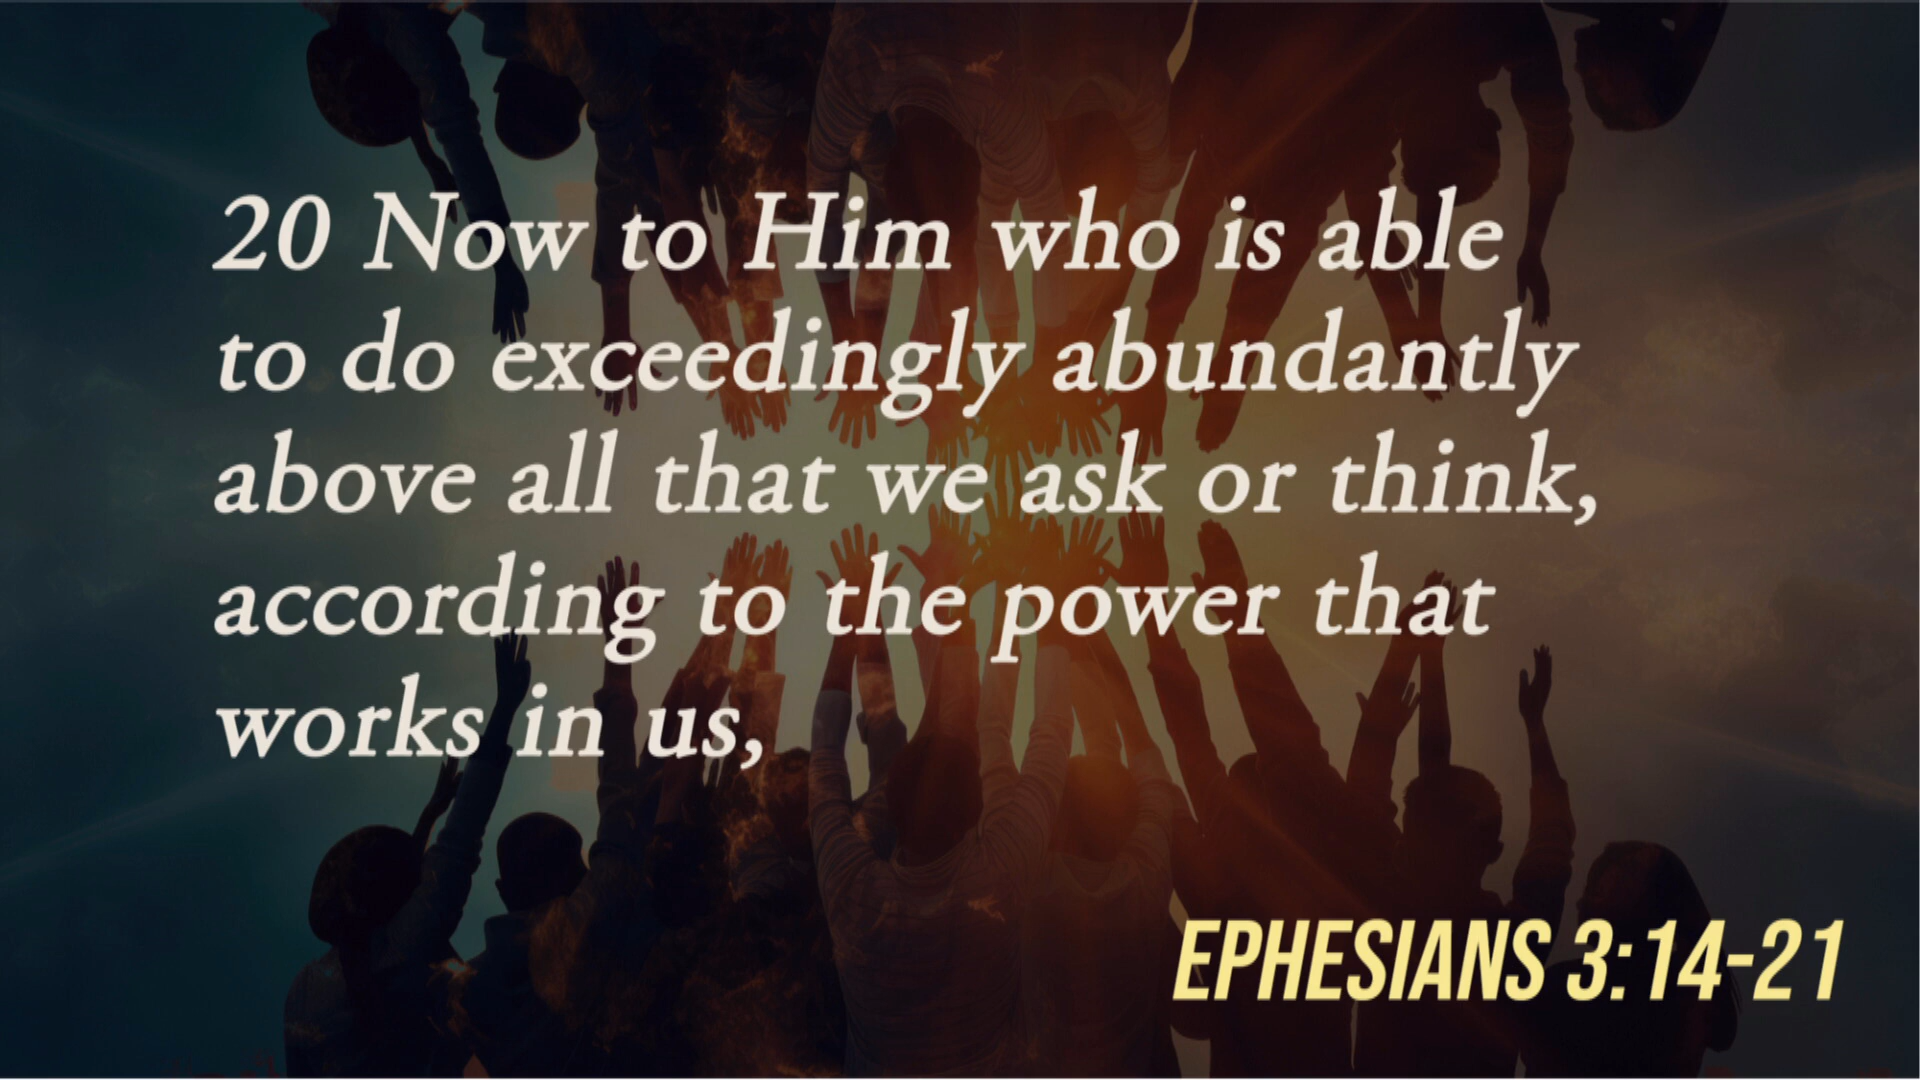 20 Now to Him who is able
to do exceedingly abundantly
above all that we ask or think,
according to the power that
works in us,
EPHESIANS 3:14-21